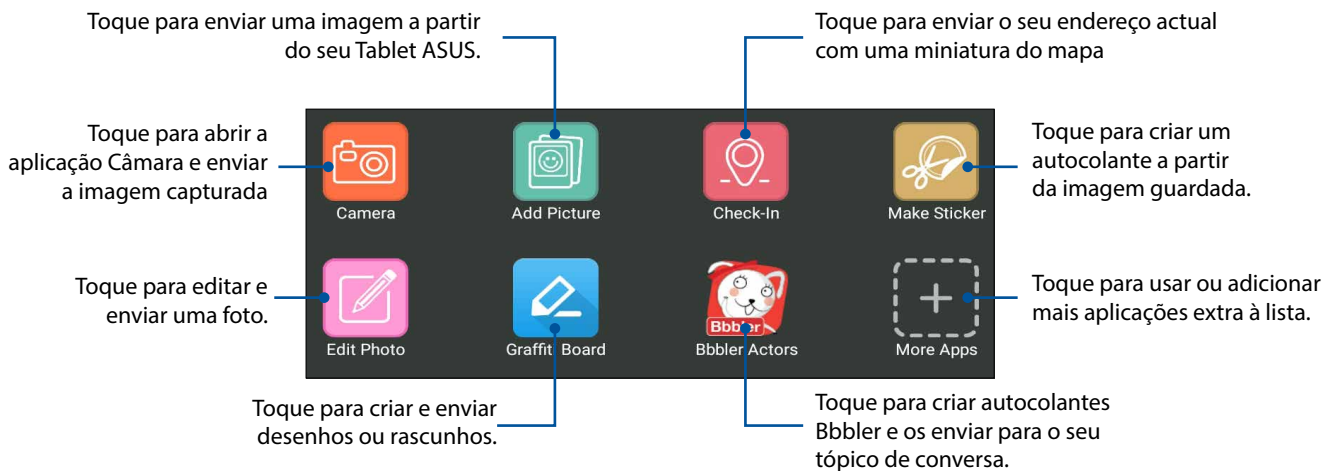 Toque para enviar uma imagem a partir
do seu Tablet ASUS.
Toque para enviar o seu endereço actual
com uma miniatura do mapa
Toque para abrir a
aplicação Câmara e enviar
a imagem capturada
Camera
Add Picture
Check-In
Make Sticker
Toque para criar um
autocolante a partir
da imagem guardada.
Toque para editar e
enviar uma foto.
Edit Photo
Graffiti Board
Bbbler
Bbbler Actors
More Apps
Toque para usar ou adicionar
mais aplicações extra à lista.
Toque para criar e enviar
desenhos ou rascunhos.
Toque para criar autocolantes
Bbbler e os enviar para o seu
tópico de conversa.